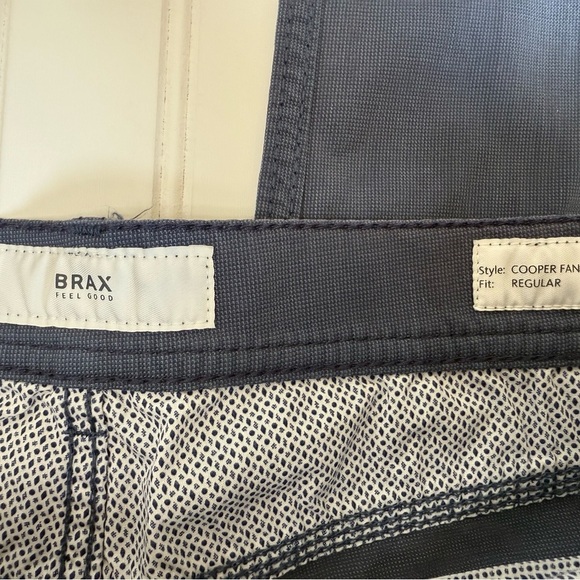 BRAX
FEEL GOOD
Style: COOPER FAN
Fit: REGULAR